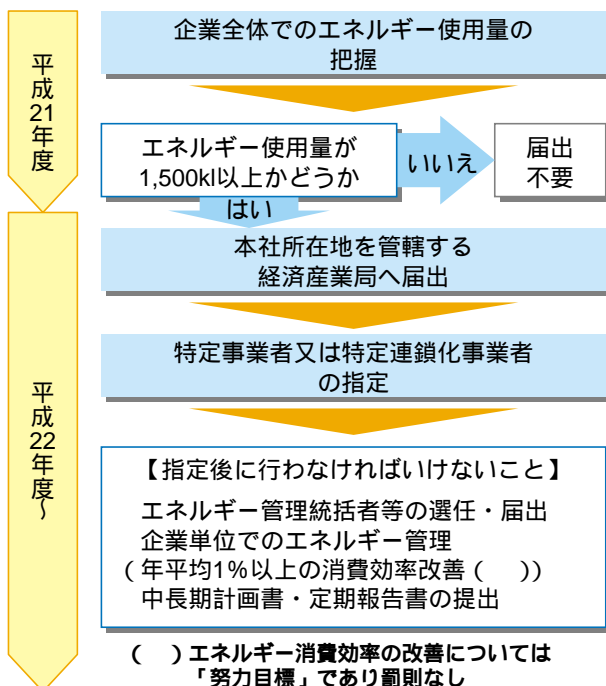 平成21年度
企業全体でのエネルギー使用量の
把握
エネルギー使用量が
1,500kl以上かどうか
いいえ
届出
不要
はい
平成22年度~
本社所在地を管轄する
経済産業局へ届出
特定事業者又は特定連鎖化事業者
の指定
【指定後に行わなければいけないこと】
エネルギー管理統括者等の選任・届出
企業単位でのエネルギー管理
(年平均1%以上の消費効率改善(　))
中長期計画書・定期報告書の提出
(　)エネルギー消費効率の改善については
「努力目標」であり罰則なし